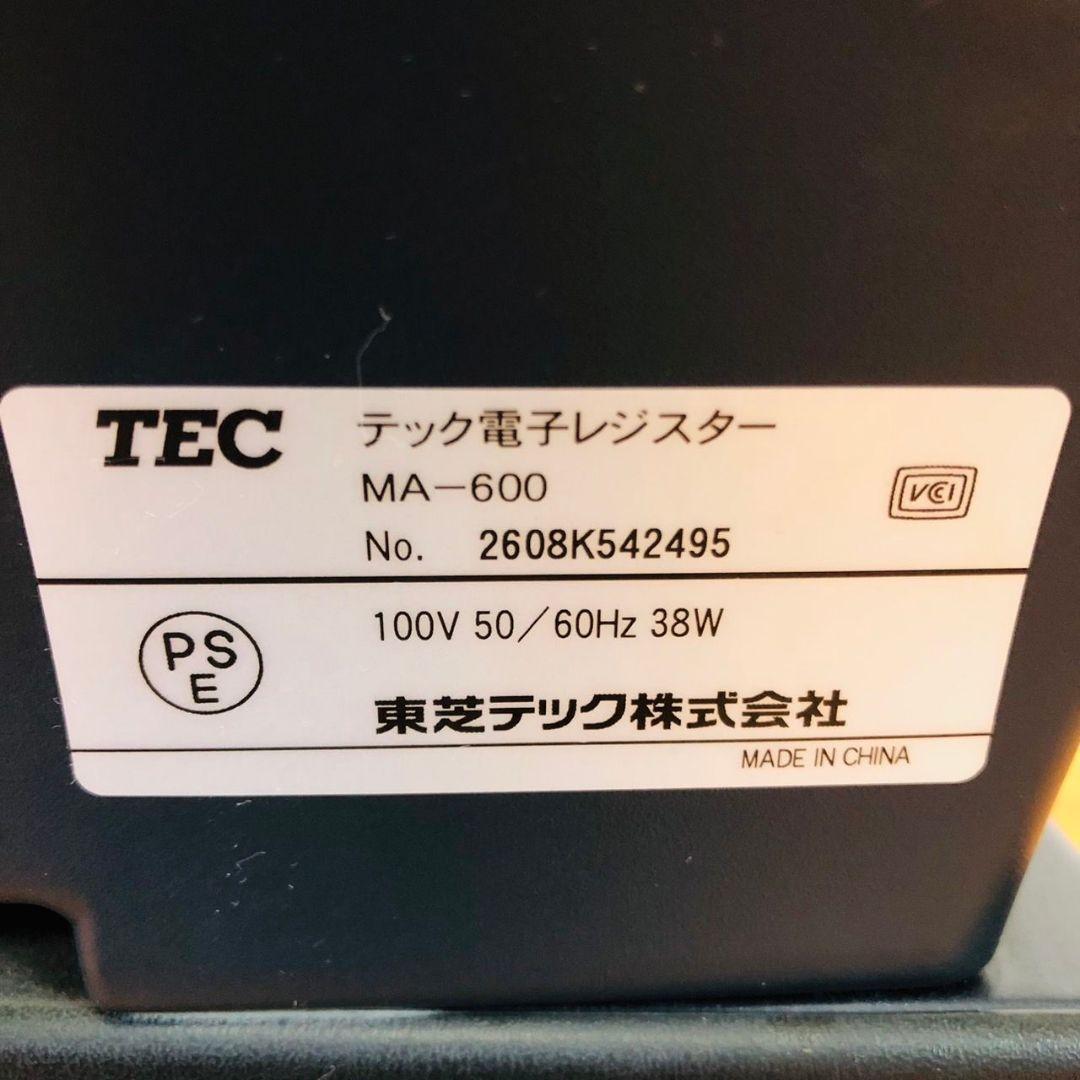 TEC
テック電子レジスター
MA-600
No. 2608K542495
VCI
PS
E
100V 50/60Hz 38W
東芝テック株式会社
MADE IN CHINA